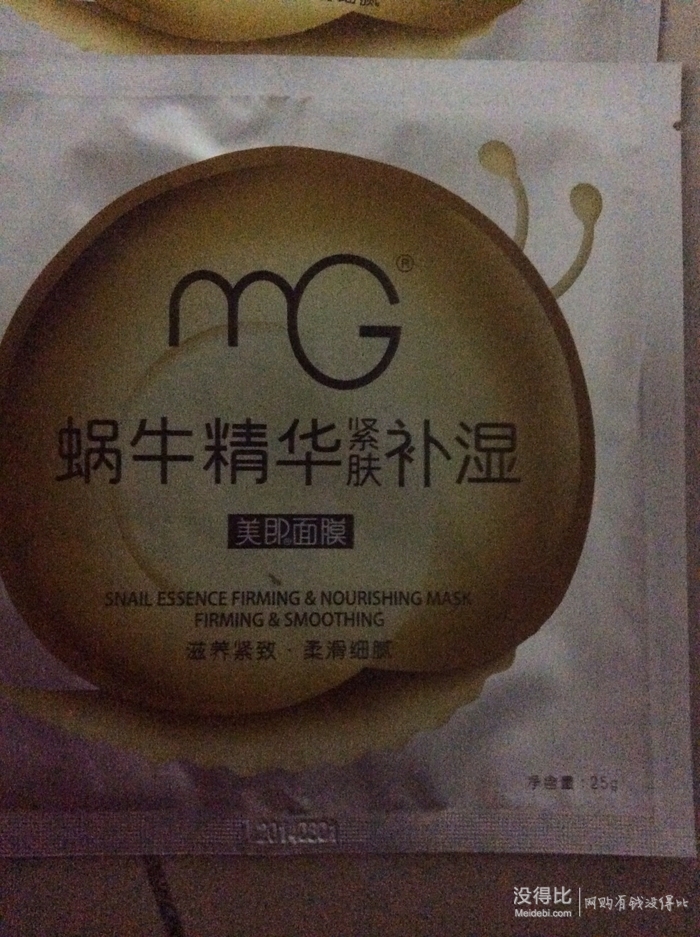 mG®
蜗牛精华紧肤补湿
美即面膜
SNAIL ESSENCE FIRMING & NOURISHING MASK
FIRMING & SMOOTHING
滋养紧致·柔滑细腻
净含量：25g
没得比
Meidebi.com
网购有钱没得比